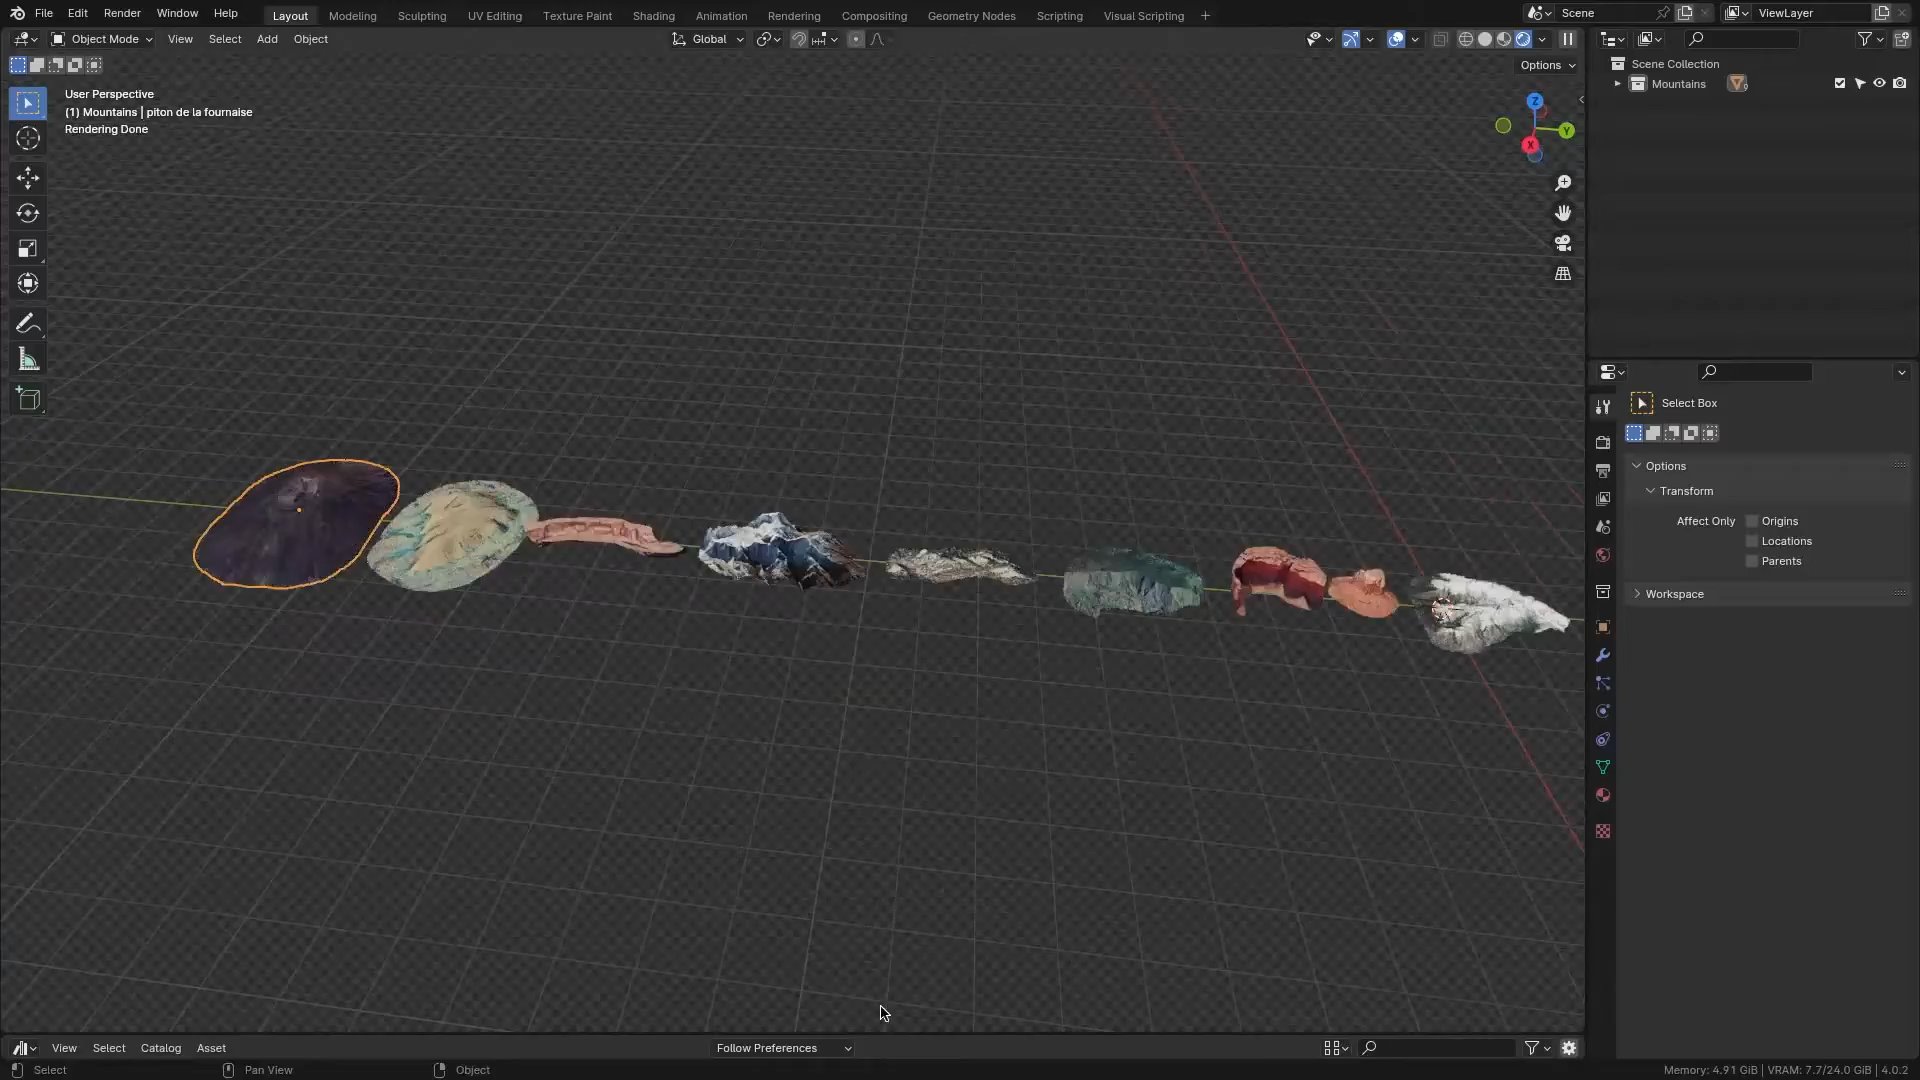 File Edit Render Window Help
Layout Modeling Sculpting UV Editing Texture Paint Shading Animation Rendering Compositing Geometry Nodes Scripting Visual Scripting +
Scene
ViewLayer
Object Mode View Select Add Object
Global
Options
User Perspective
(1) Mountains | piton de la fournaise
Rendering Done
Z
Y
X
Scene Collection
Mountains
Select Box
Options
Transform
Affect Only Origins
Locations
Parents
Workspace
View Select Catalog Asset
Follow Preferences
Select Pan View Object
Memory: 4.91 GiB | VRAM: 7.7/24.0 GiB | 4.0.2